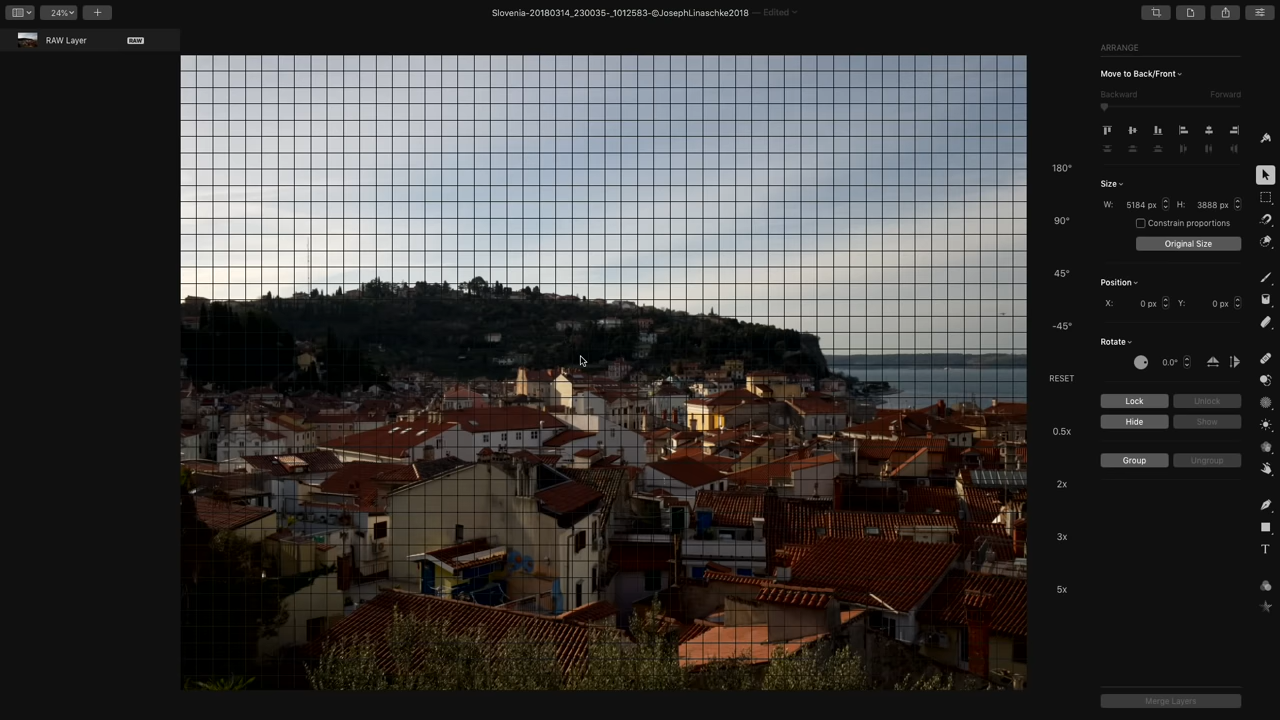 24%
Slovenia-20180314_230035-_1012583-©JosephLinaschke2018 — Edited
RAW Layer
RAW
ARRANGE
Move to Back/Front
Backward Forward
180°
Size
W: 5184 px H: 3888 px
90°
Constrain proportions
Original Size
45°
Position
X: 0 px Y: 0 px
-45°
Rotate
0.0°
RESET
Lock Unlock
Hide Show
0.5x
Group Ungroup
2x
3x
T
5x
Merge Layers